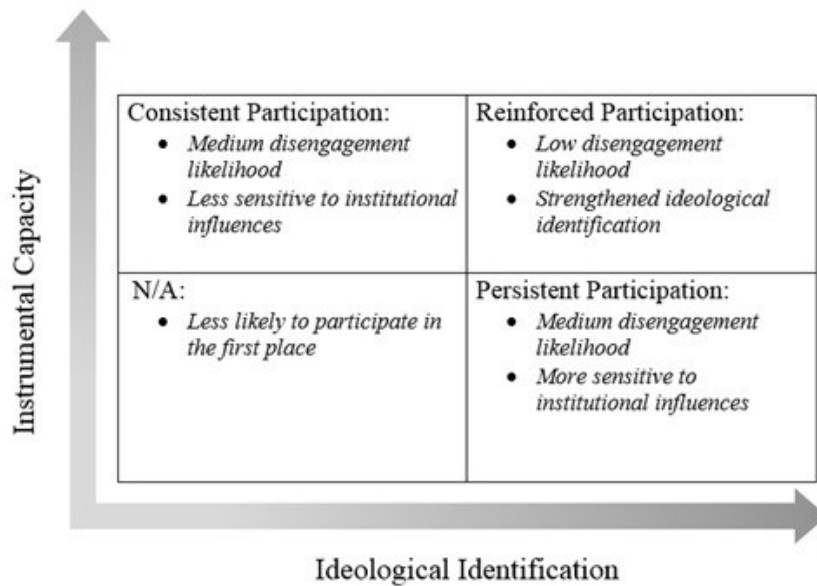 Instrumental Capacity
Consistent Participation:
• Medium disengagement
likelihood
• Less sensitive to institutional
influences
Reinforced Participation:
• Low disengagement
likelihood
• Strengthened ideological
identification
N/A:
• Less likely to participate in
the first place
Persistent Participation:
• Medium disengagement
likelihood
• More sensitive to
institutional influences
Ideological Identification